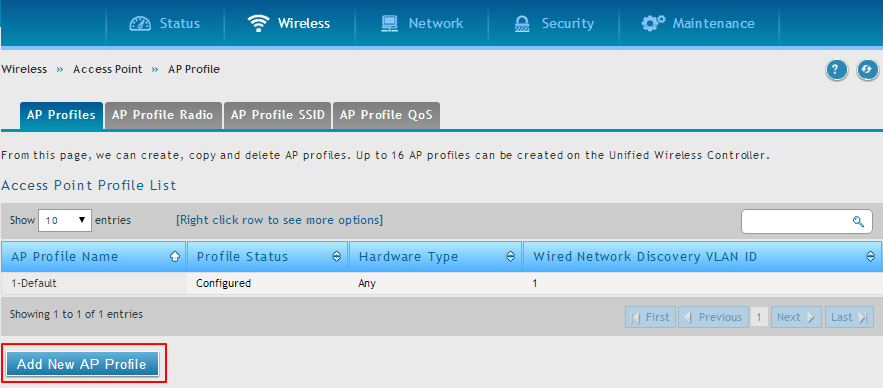 Status Wireless Network Security Maintenance
Wireless » Access Point » AP Profile
?
AP Profiles AP Profile Radio AP Profile SSID AP Profile QoS
From this page, we can create, copy and delete AP profiles. Up to 16 AP profiles can be created on the Unified Wireless Controller.
Access Point Profile List
Show 10 entries [Right click row to see more options]
AP Profile Name Profile Status Hardware Type Wired Network Discovery VLAN ID
1-Default Configured Any 1
Showing 1 to 1 of 1 entries First Previous 1 Next Last
Add New AP Profile